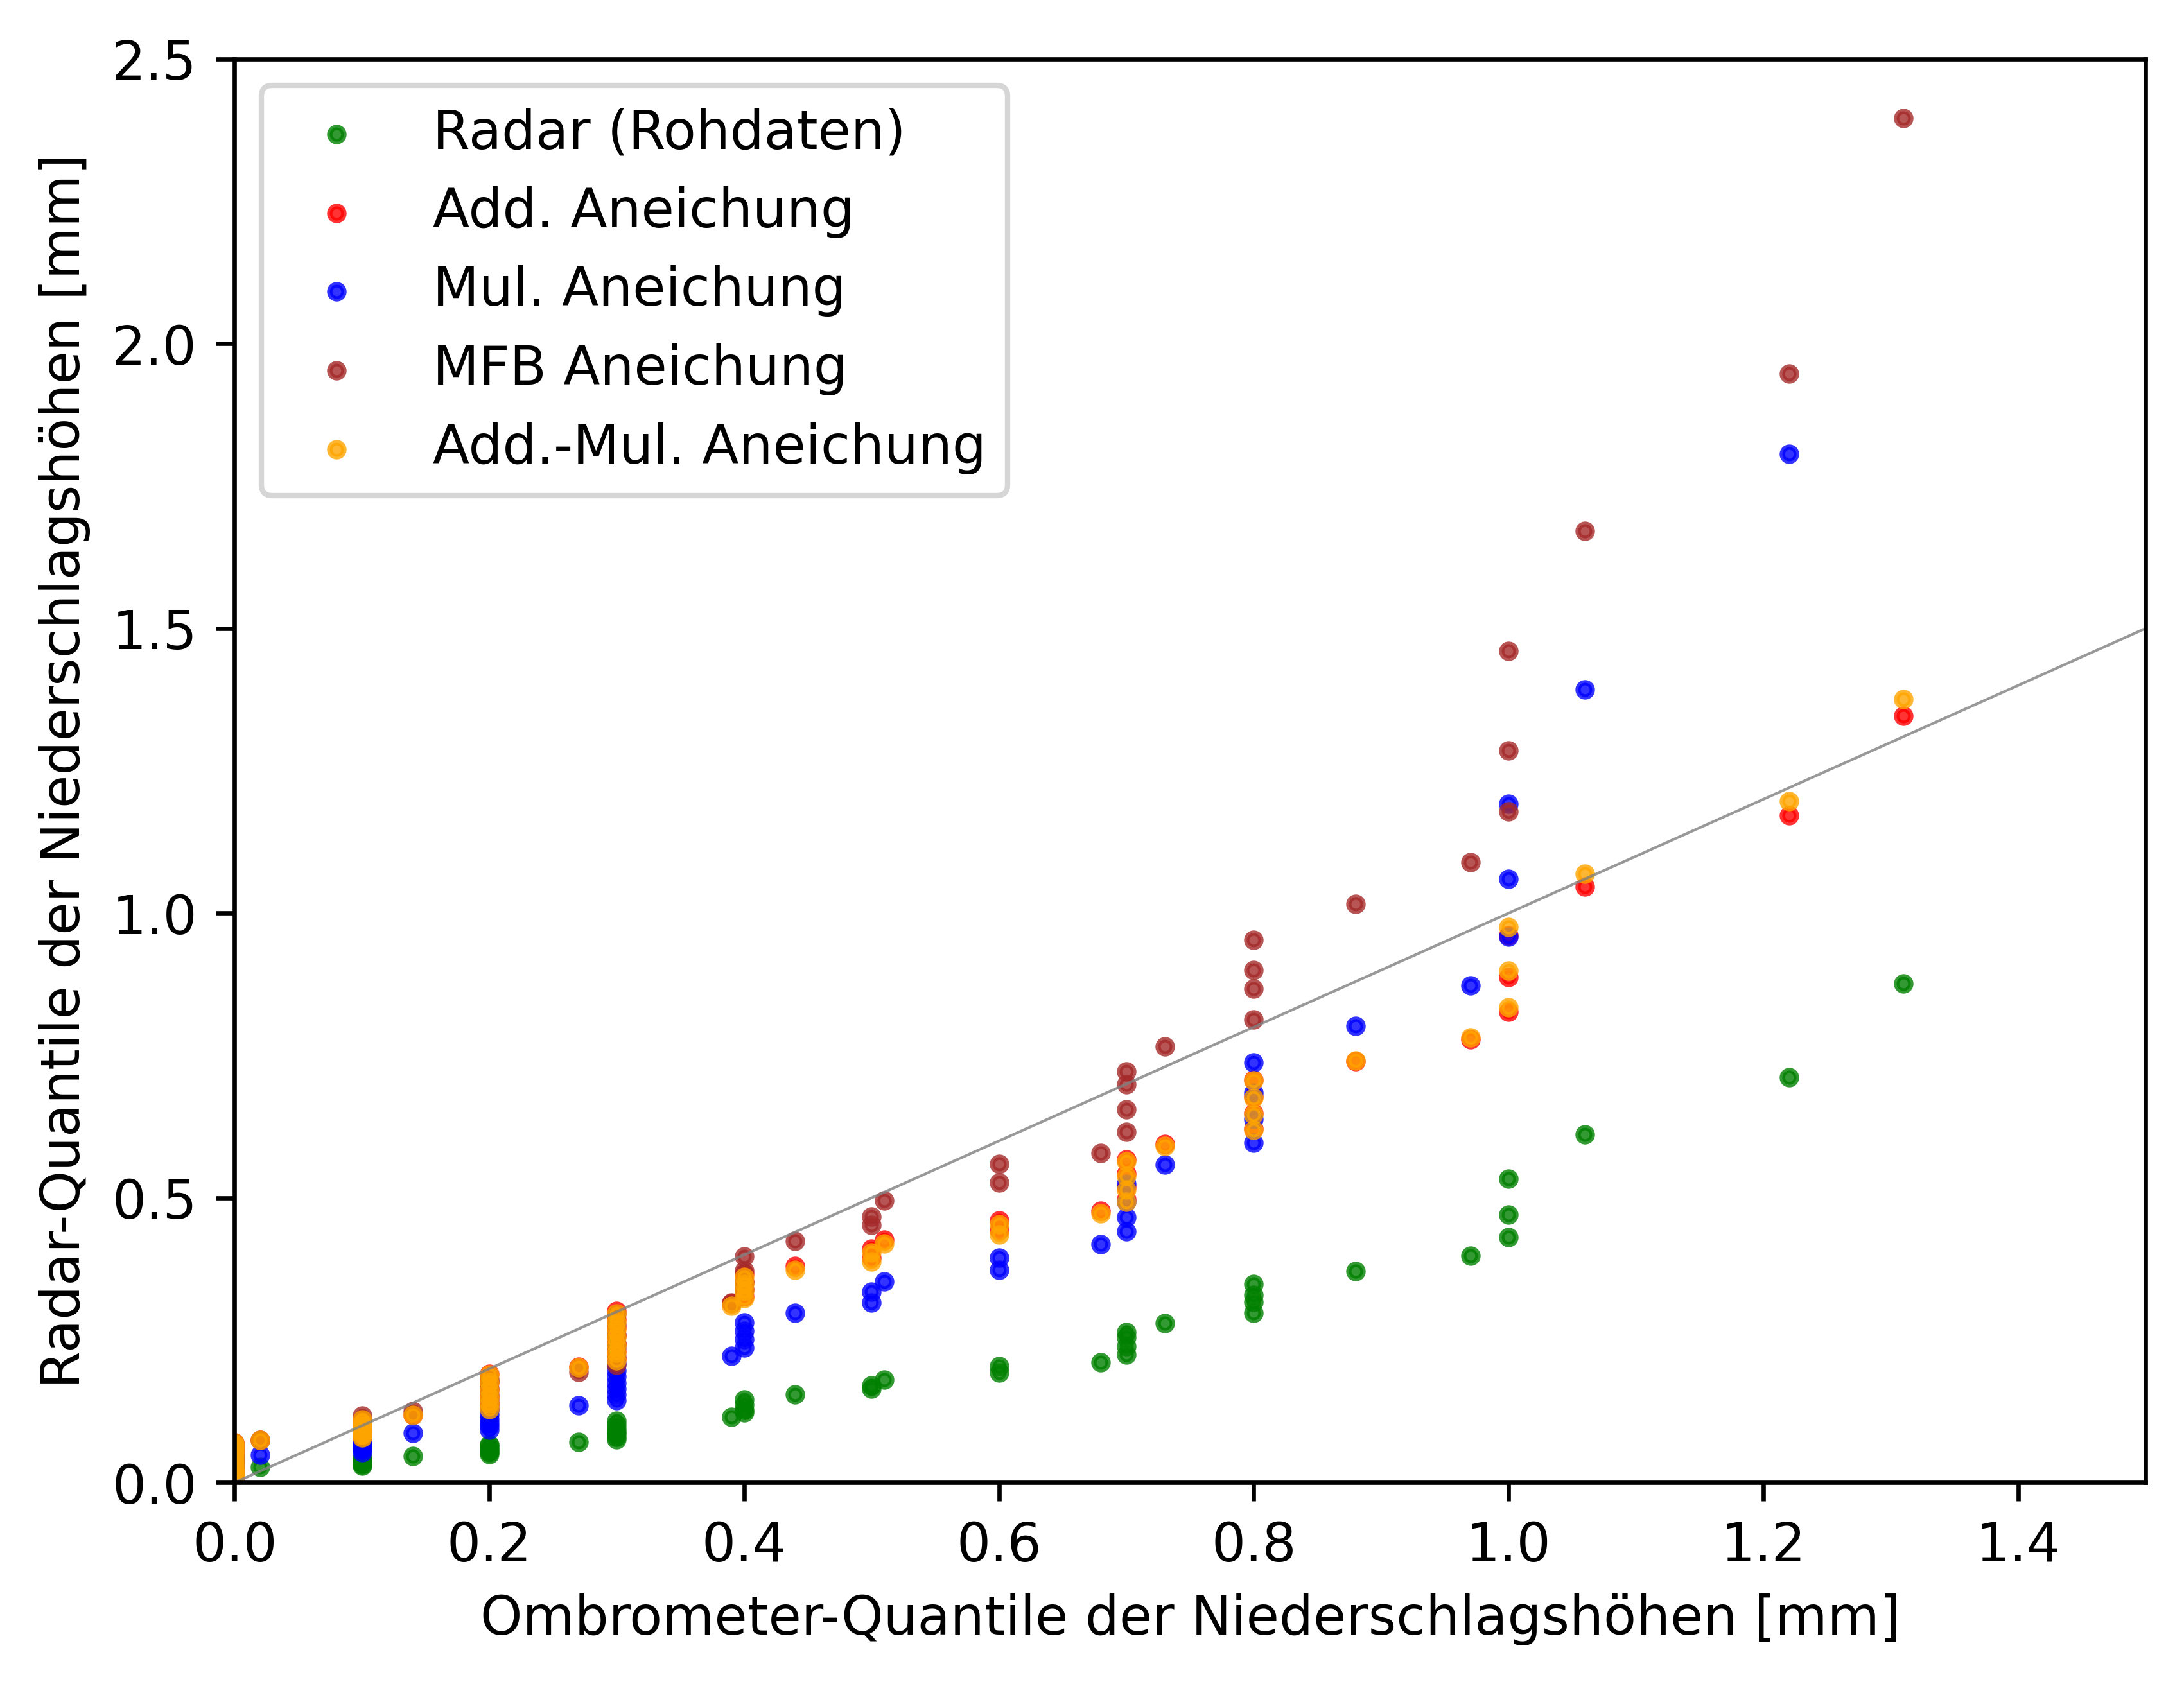 Radar-Quantile der Niederschlagshöhen [mm]
2.5
2.0
1.5
1.0
0.5
0.0
Radar (Rohdaten)
Add. Aneichung
Mul. Aneichung
MFB Aneichung
Add.-Mul. Aneichung
0.0 0.2 0.4 0.6 0.8 1.0 1.2 1.4
Ombrometer-Quantile der Niederschlagshöhen [mm]